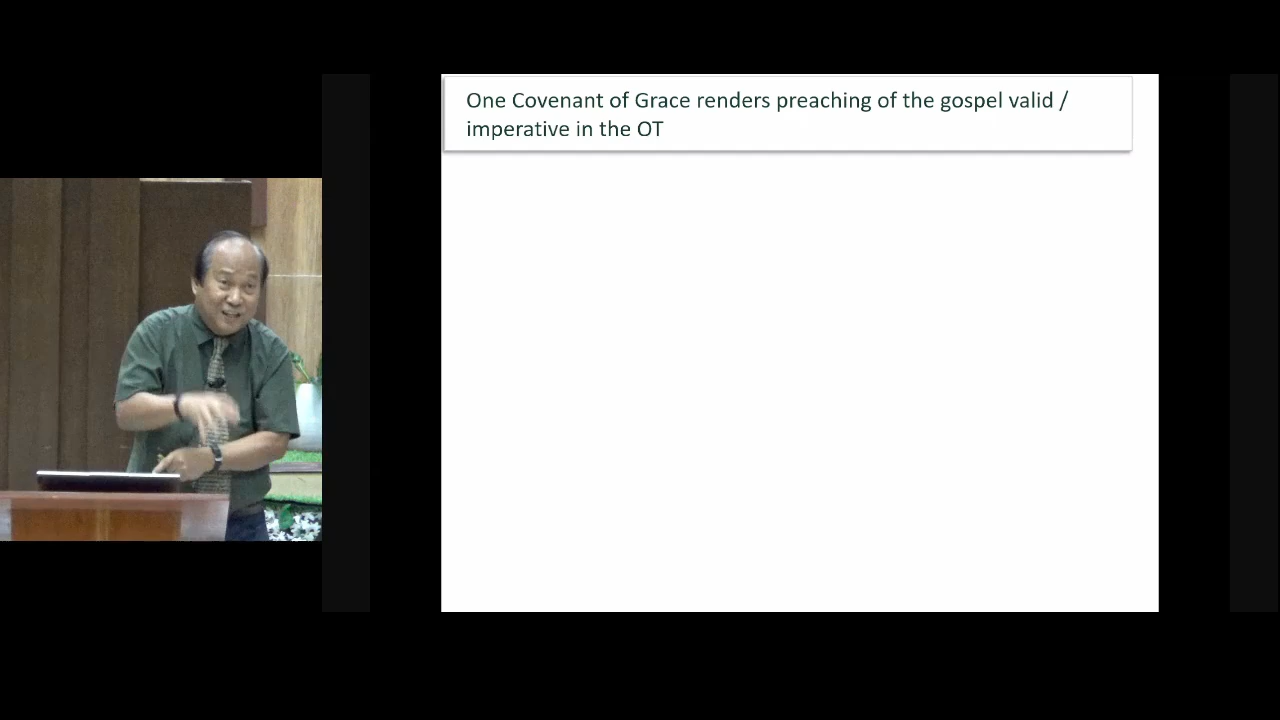 One Covenant of Grace renders preaching of the gospel valid /
imperative in the OT